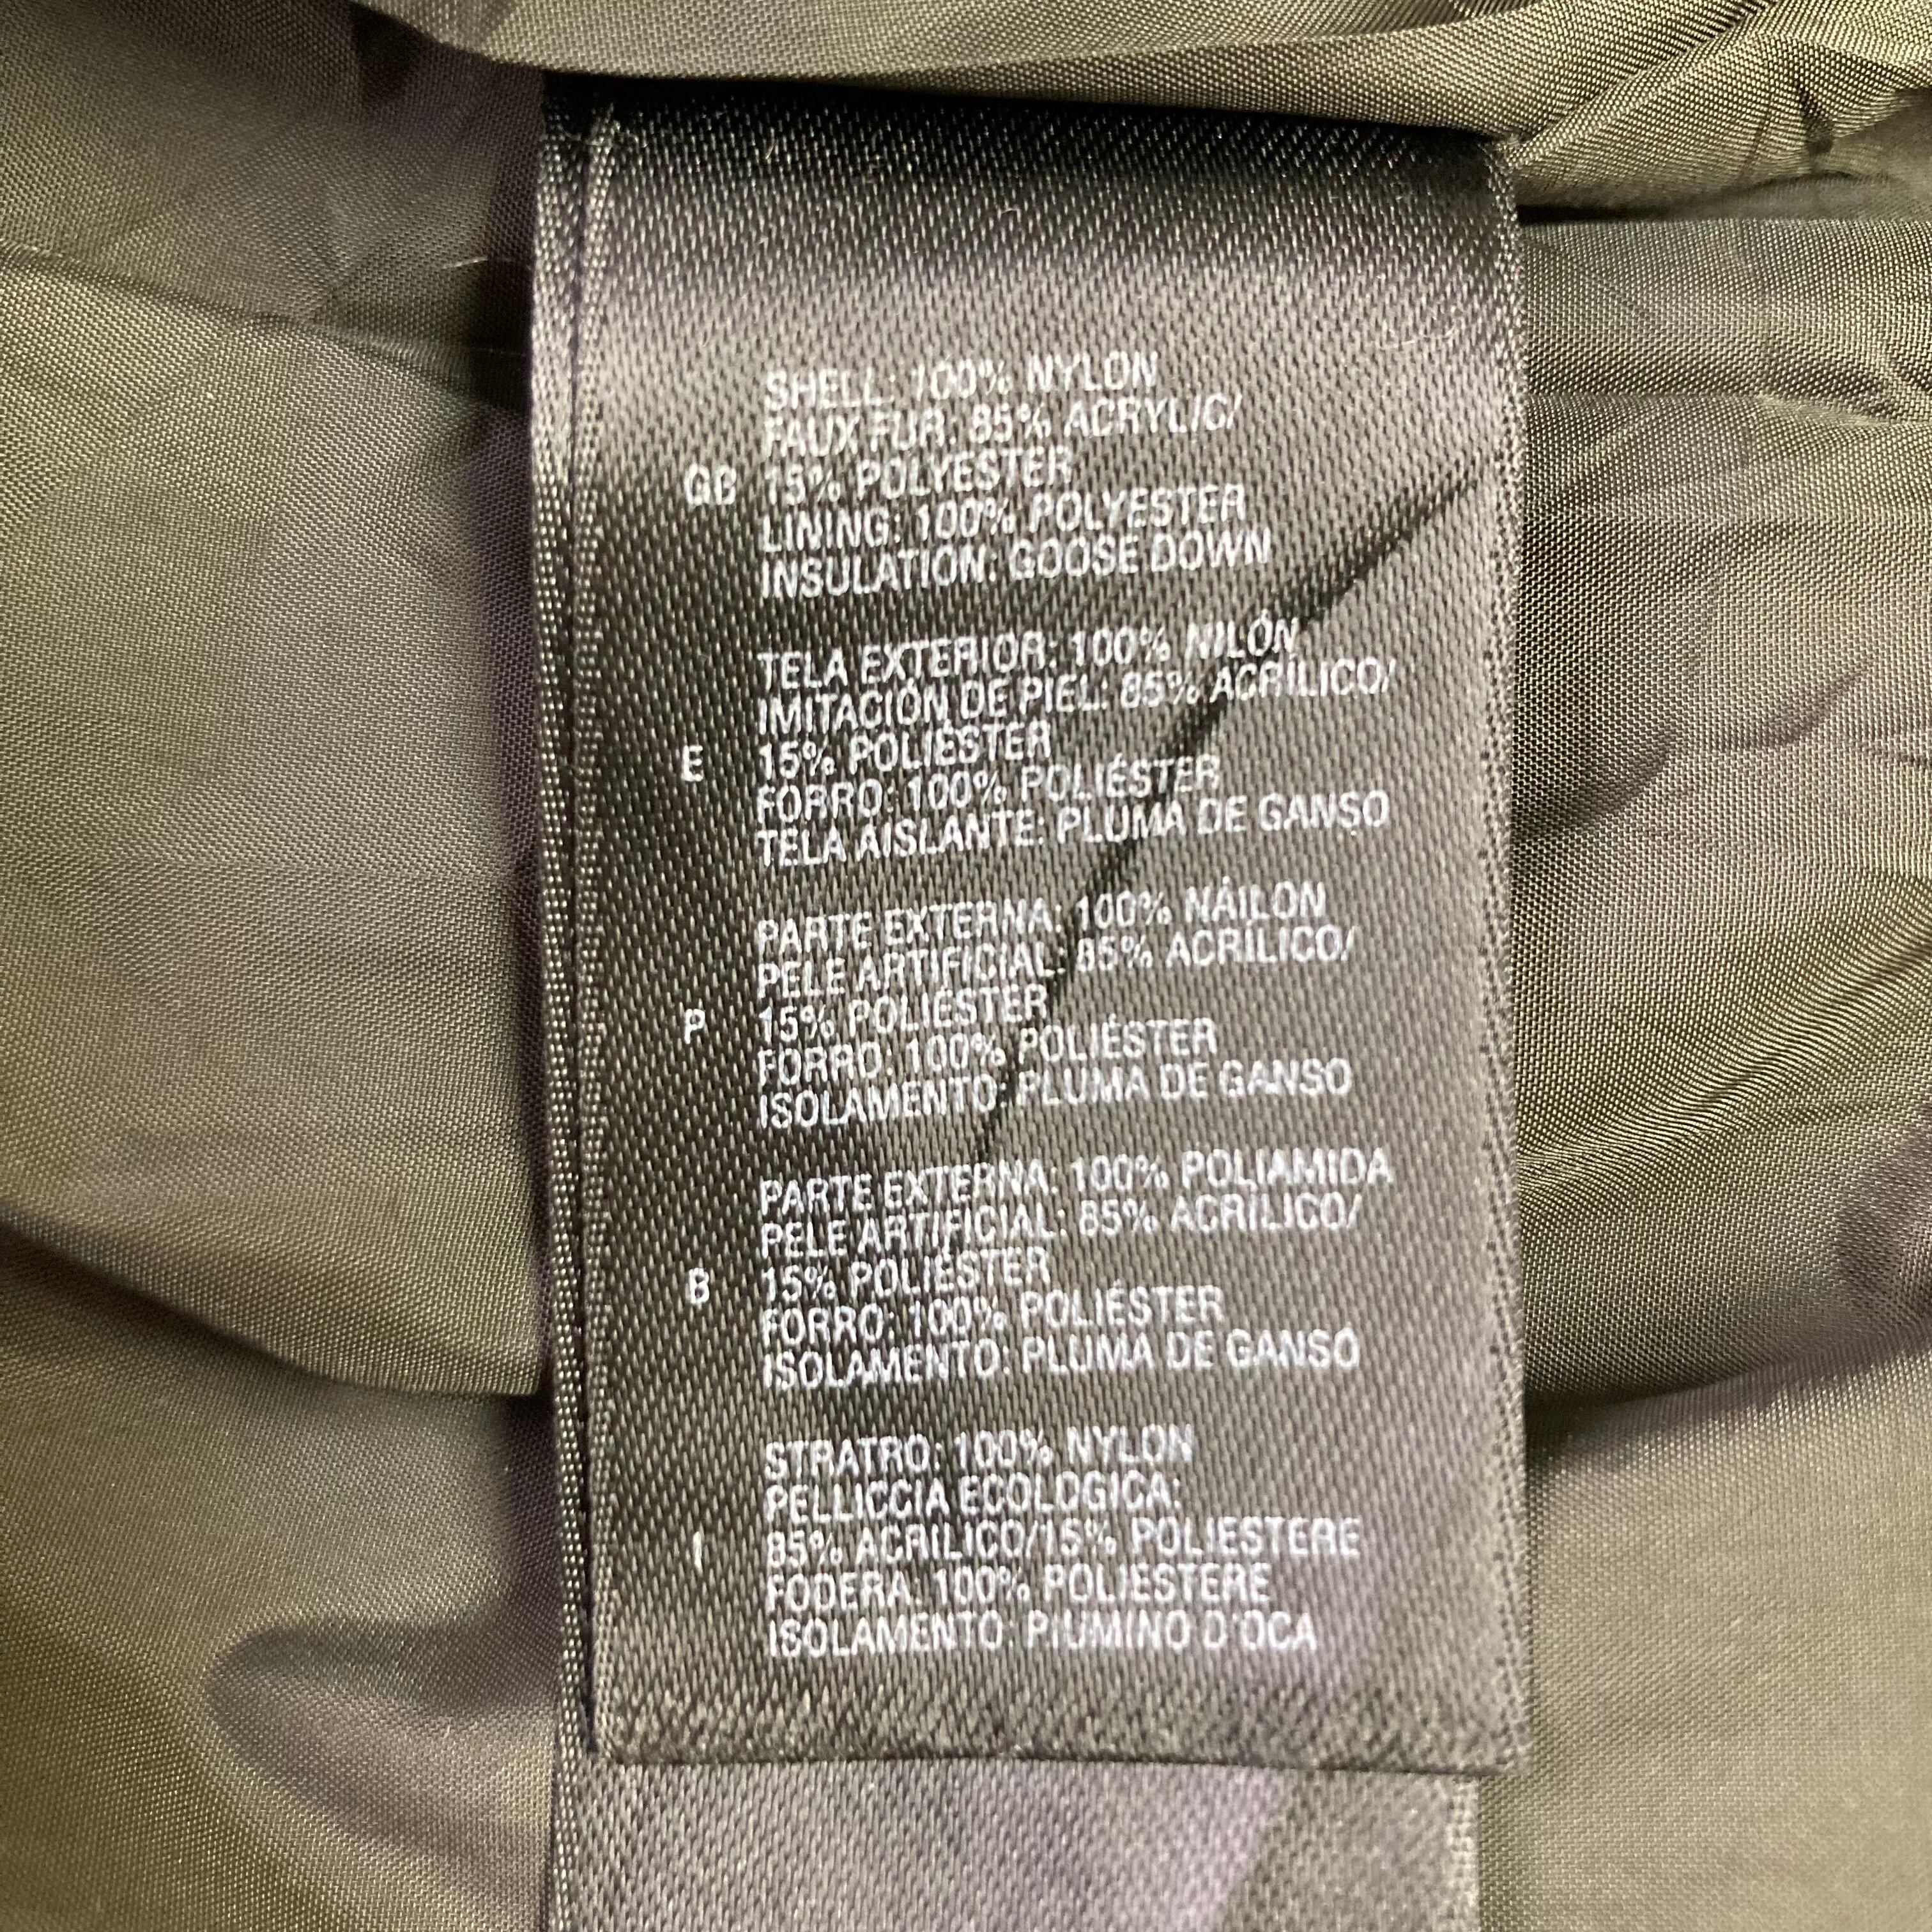 SHELL: 100% NYLON
FAUX FUR: 85% ACRYLIC/
GB 15% POLYESTER
LINING: 100% POLYESTER
INSULATION: GOOSE DOWN
TELA EXTERIOR: 100% NILÓN
IMITACIÓN DE PIEL: 85% ACRÍLICO/
E 15% POLIÉSTER
FORRO: 100% POLIÉSTER
TELA AISLANTE: PLUMA DE GANSO
PARTE EXTERNA: 100% NÁILON
PELE ARTIFICIAL: 85% ACRÍLICO/
P 15% POLIÉSTER
FORRO: 100% POLIÉSTER
ISOLAMENTO: PLUMA DE GANSO
PARTE EXTERNA: 100% POLIAMIDA
PELE ARTIFICIAL: 85% ACRÍLICO/
B 15% POLIÉSTER
FORRO: 100% POLIÉSTER
ISOLAMENTO: PLUMA DE GANSO
STRATRO: 100% NYLON
PELLICCIA ECOLOGICA:
I 85% ACRILICO/15% POLIESTERE
FODERA: 100% POLIESTERE
ISOLAMENTO: PIUMINO D'OCA